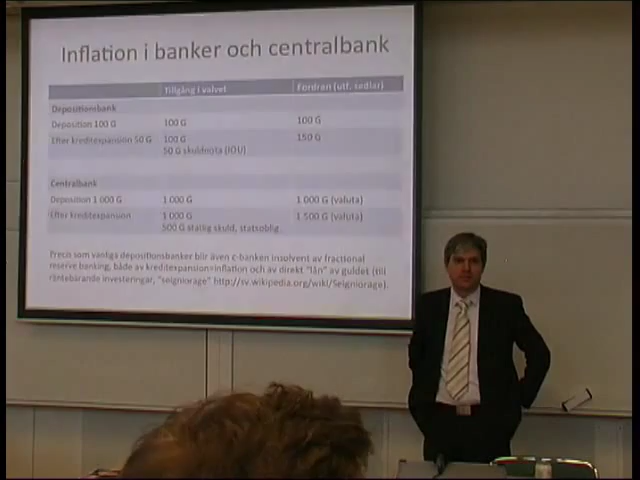 Inflation i banker och centralbank
Tillgång i valvet Fordran (utf. sedlar)
Depositionsbank
Deposition 100 G 100 G 100 G
Efter kreditexpansion 50 G 100 G 150 G
50 G skuldnota (IOU)
Centralbank
Deposition 1 000 G 1 000 1 000 G (valuta)
Efter kreditexpansion 1 000 1 500 G (valuta)
500 G statlig skuld, statsoblig.
Precis som vanliga depositionsbanker blir även c-banken insolvent av fractional
reserve banking, både av kreditexpansion=inflation och av direkt "lån" av guldet (till
räntebärande investeringar, "seigniorage" http://sv.wikipedia.org/wiki/Seigniorage).